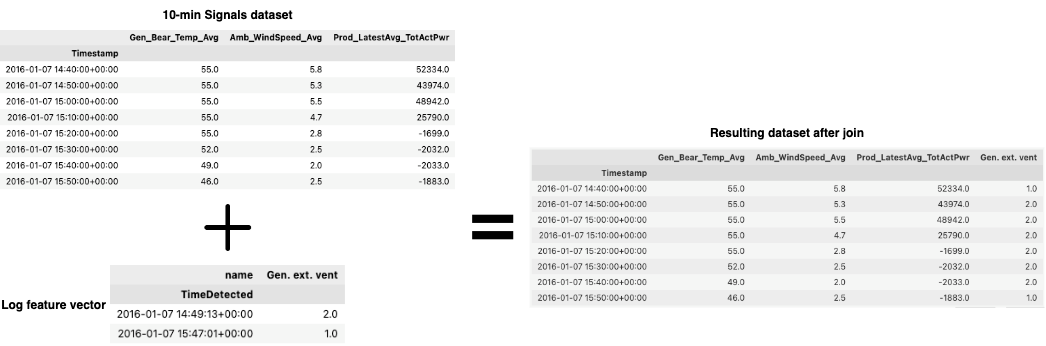 10-min Signals dataset
Gen_Bear_Temp_Avg Amb_WindSpeed_Avg Prod_LatestAvg_TotActPwr
Timestamp
2016-01-07 14:40:00+00:00 55.0 5.8 52334.0
2016-01-07 14:50:00+00:00 55.0 5.3 43974.0
2016-01-07 15:00:00+00:00 55.0 5.5 48942.0
2016-01-07 15:10:00+00:00 55.0 4.7 25790.0
2016-01-07 15:20:00+00:00 55.0 2.8 -1699.0
2016-01-07 15:30:00+00:00 52.0 2.5 -2032.0
2016-01-07 15:40:00+00:00 49.0 2.0 -2033.0
2016-01-07 15:50:00+00:00 46.0 2.5 -1883.0
+
Log feature vector
name Gen. ext. vent
TimeDetected
2016-01-07 14:49:13+00:00 2.0
2016-01-07 15:47:01+00:00 1.0
=
Resulting dataset after join
Gen_Bear_Temp_Avg Amb_WindSpeed_Avg Prod_LatestAvg_TotActPwr Gen. ext. vent
Timestamp
2016-01-07 14:40:00+00:00 55.0 5.8 52334.0 1.0
2016-01-07 14:50:00+00:00 55.0 5.3 43974.0 2.0
2016-01-07 15:00:00+00:00 55.0 5.5 48942.0 2.0
2016-01-07 15:10:00+00:00 55.0 4.7 25790.0 2.0
2016-01-07 15:20:00+00:00 55.0 2.8 -1699.0 2.0
2016-01-07 15:30:00+00:00 52.0 2.5 -2032.0 2.0
2016-01-07 15:40:00+00:00 49.0 2.0 -2033.0 2.0
2016-01-07 15:50:00+00:00 46.0 2.5 -1883.0 1.0